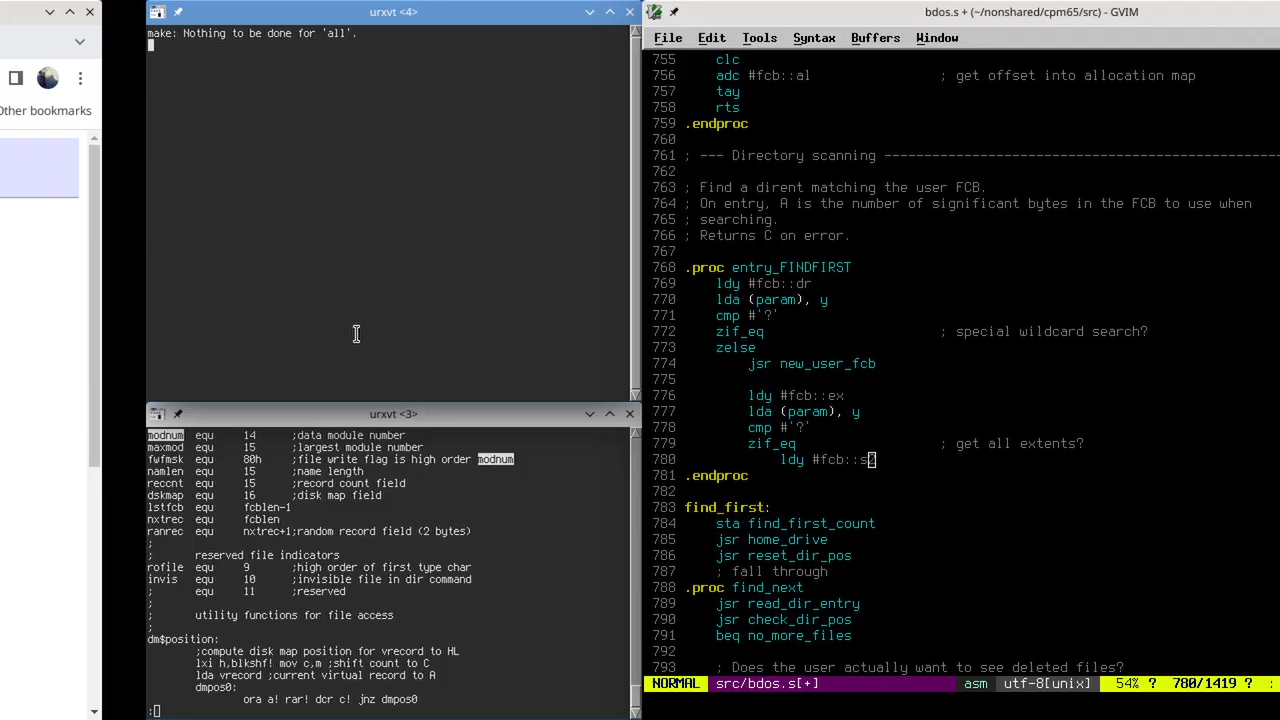 Other bookmarks
urxvt <4>
make: Nothing to be done for 'all'.
urxvt <3>
modnum equ 14 ;data module number
maxmod equ 15 ;largest module number
fwfmsk equ 80h ;file write flag is high order modnum
namlen equ 15 ;name length
reccnt equ 15 ;record count field
dskmap equ 16 ;disk map field
lstfcb equ fcblen-1
nxtrec equ fcblen
ranrec equ nxtrec+1;random record field (2 bytes)
;
; reserved file indicators
rofile equ 9 ;high order of first type char
invis equ 10 ;invisible file in dir command
; equ 11 ;reserved
;
; utility functions for file access
;
dm$position:
;compute disk map position for vrecord to HL
lxi h,blkshf! mov c,m ;shift count to C
lda vrecord ;current virtual record to A
dmpos0:
ora a! rar! dcr c! jnz dmpos0
:
bdos.s + (~/nonshared/cpm65/src) - GVIM
File Edit Tools Syntax Buffers Window
755 clc
756 adc #fcb::al ; get offset into allocation map
757 tay
758 rts
759 .endproc
760
761 ; --- Directory scanning -------------------------------------------------
762
763 ; Find a dirent matching the user FCB.
764 ; On entry, A is the number of significant bytes in the FCB to use when
765 ; searching.
766 ; Returns C on error.
767
768 .proc entry_FINDFIRST
769 ldy #fcb::dr
770 lda (param), y
771 cmp #'?'
772 zif_eq ; special wildcard search?
773 zelse
774 jsr new_user_fcb
775
776 ldy #fcb::ex
777 lda (param), y
778 cmp #'?'
779 zif_eq ; get all extents?
780 ldy #fcb::s2
781 .endproc
782
783 find_first:
784 sta find_first_count
785 jsr home_drive
786 jsr reset_dir_pos
787 ; fall through
788 .proc find_next
789 jsr read_dir_entry
790 jsr check_dir_pos
791 beq no_more_files
792
793 ; Does the user actually want to see deleted files?
NORMAL src/bdos.s[+] asm utf-8[unix] 54% ? 780/1419 ? :